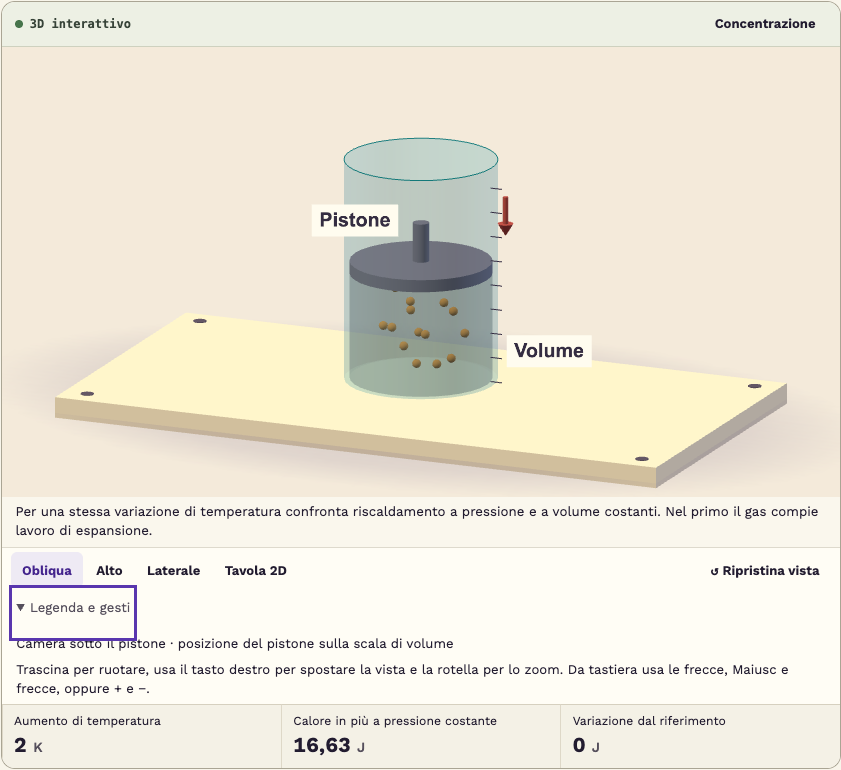 3D interattivo
Concentrazione
Pistone
Volume
Per una stessa variazione di temperatura confronta riscaldamento a pressione e a volume costanti. Nel primo il gas compie
lavoro di espansione.
Obliqua
Alto
Laterale
Tavola 2D
↺ Ripristina vista
▼ Legenda e gesti
Camera sotto il pistone · posizione del pistone sulla scala di volume
Trascina per ruotare, usa il tasto destro per spostare la vista e la rotella per lo zoom. Da tastiera usa le frecce, Maiusc e
frecce, oppure + e −.
Aumento di temperatura
2 K
Calore in più a pressione costante
16,63 J
Variazione dal riferimento
0 J